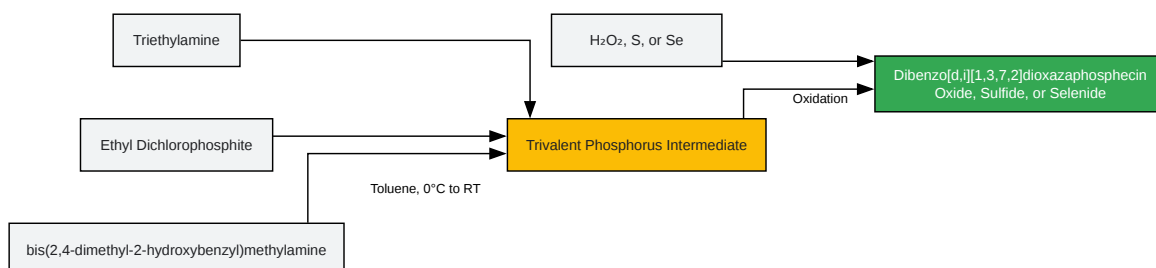 Triethylamine
H₂O₂, S, or Se
Dibenzo[d,i][1,3,7,2]dioxazaphosphecin
Oxide, Sulfide, or Selenide
Oxidation
Ethyl Dichlorophosphite
Trivalent Phosphorus Intermediate
Toluene, 0°C to RT
bis(2,4-dimethyl-2-hydroxybenzyl)methylamine